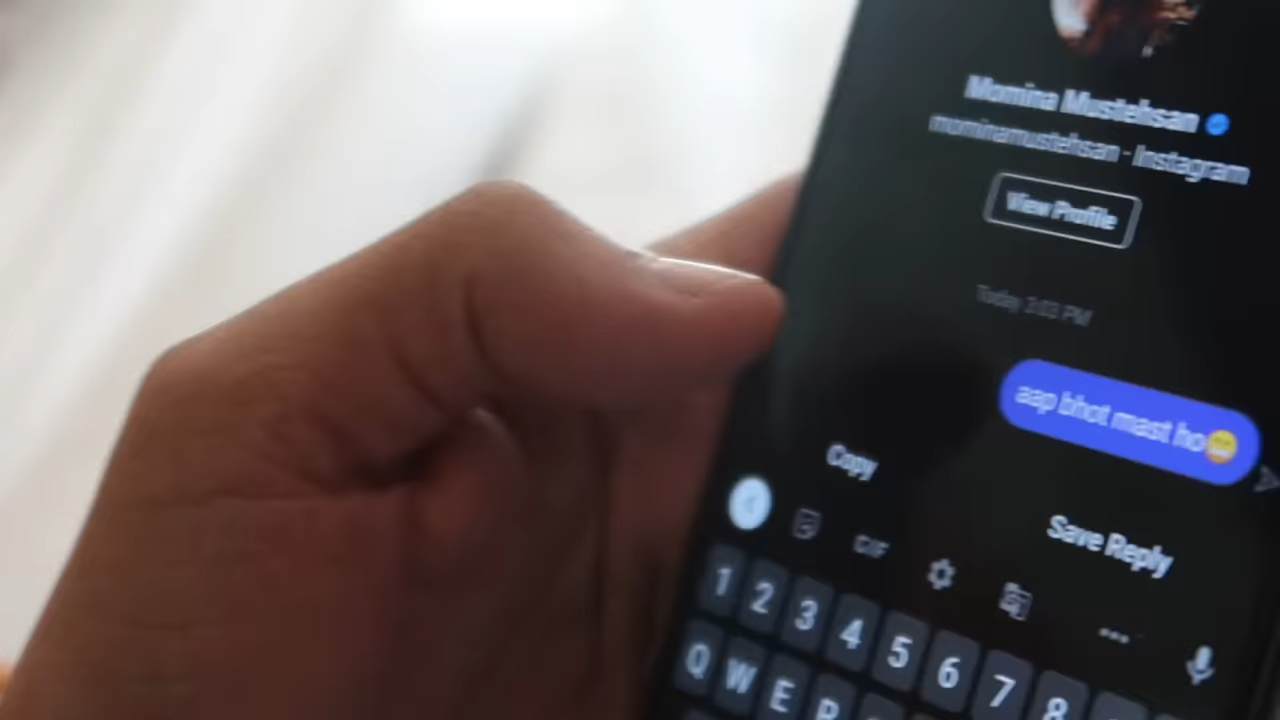 Momina Mustehsan
mominamustehsan · Instagram
View Profile
Today 3:03 PM
aap bhot mast ho😁
Copy
Save Reply
GIF
1 2 3 4 5 6 7 8
Q W E R